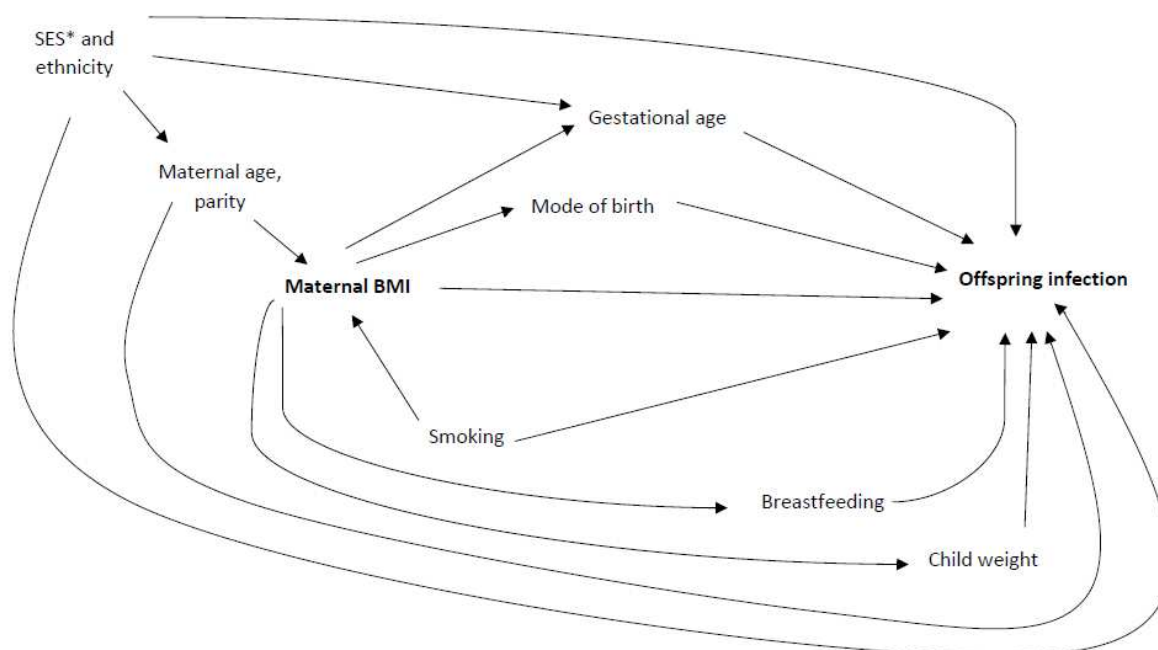 SES* and
ethnicity
Gestational age
Maternal age,
parity
Mode of birth
Maternal BMI
Offspring infection
Smoking
Breastfeeding
Child weight